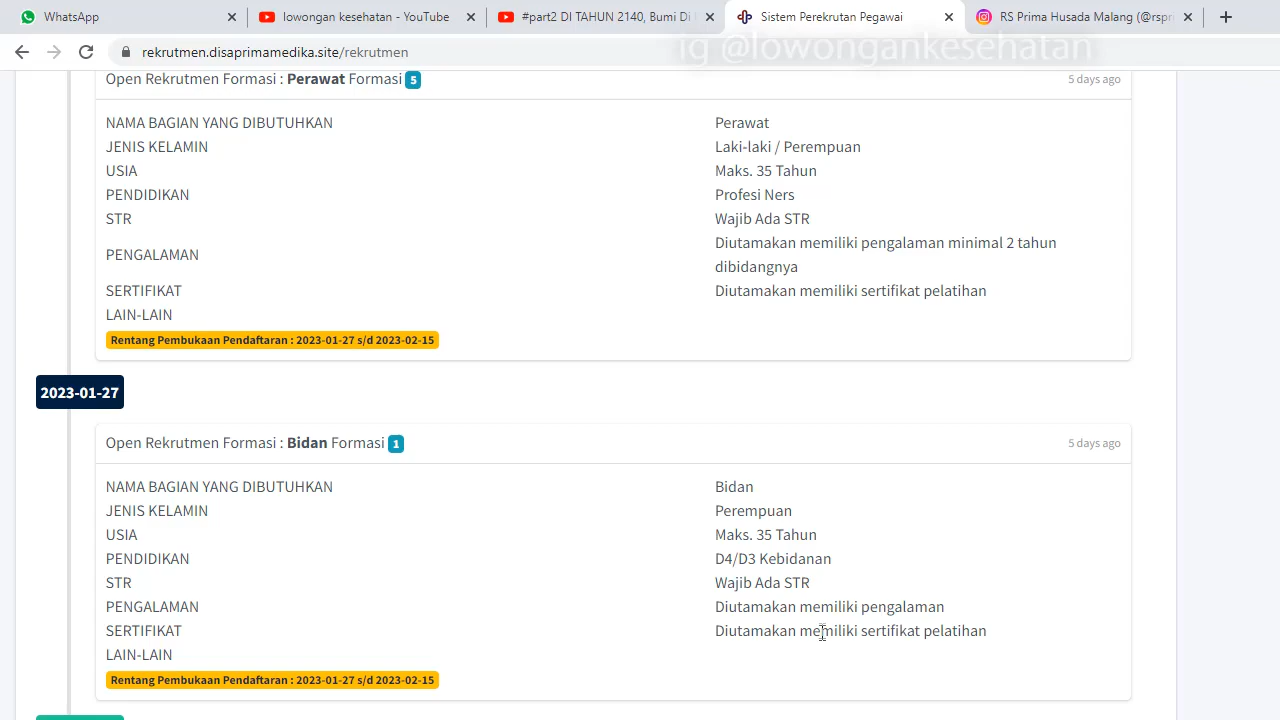 WhatsApp
lowongan kesehatan - YouTube
#part2 DI TAHUN 2140, Bumi Di
Sistem Perekrutan Pegawai
RS Prima Husada Malang (@rspr
rekrutmen.disaprimamedika.site/rekrutmen
ig @lowongankesehatan
Open Rekrutmen Formasi : Perawat Formasi 5
5 days ago
NAMA BAGIAN YANG DIBUTUHKAN Perawat
JENIS KELAMIN Laki-laki / Perempuan
USIA Maks. 35 Tahun
PENDIDIKAN Profesi Ners
STR Wajib Ada STR
PENGALAMAN Diutamakan memiliki pengalaman minimal 2 tahun
dibidangnya
SERTIFIKAT Diutamakan memiliki sertifikat pelatihan
LAIN-LAIN
Rentang Pembukaan Pendaftaran : 2023-01-27 s/d 2023-02-15
2023-01-27
Open Rekrutmen Formasi : Bidan Formasi 1
5 days ago
NAMA BAGIAN YANG DIBUTUHKAN Bidan
JENIS KELAMIN Perempuan
USIA Maks. 35 Tahun
PENDIDIKAN D4/D3 Kebidanan
STR Wajib Ada STR
PENGALAMAN Diutamakan memiliki pengalaman
SERTIFIKAT Diutamakan memiliki sertifikat pelatihan
LAIN-LAIN
Rentang Pembukaan Pendaftaran : 2023-01-27 s/d 2023-02-15